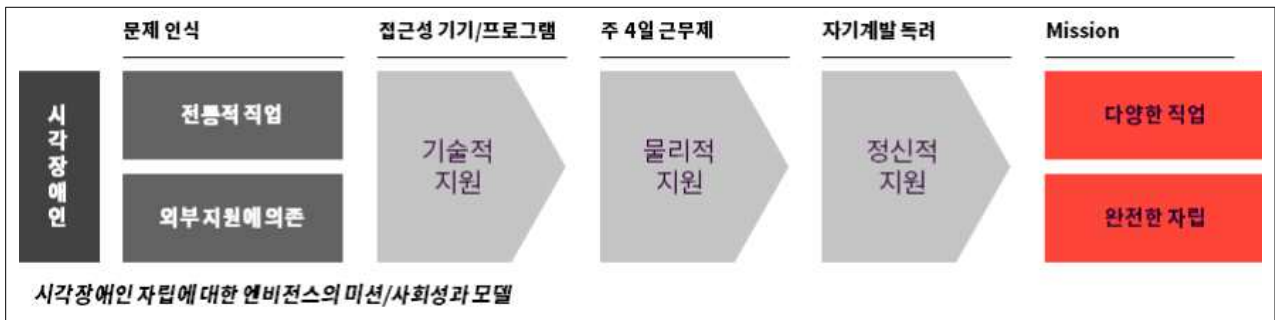 문제 인식
접근성 기기/프로그램
주 4일 근무제
자기계발 독려
Mission
시각장애인
전통적 직업
외부 지원에 의존
기술적
지원
물리적
지원
정신적
지원
다양한 직업
완전한 자립
시각장애인 자립에 대한 엔비전스의 미션/사회성과 모델